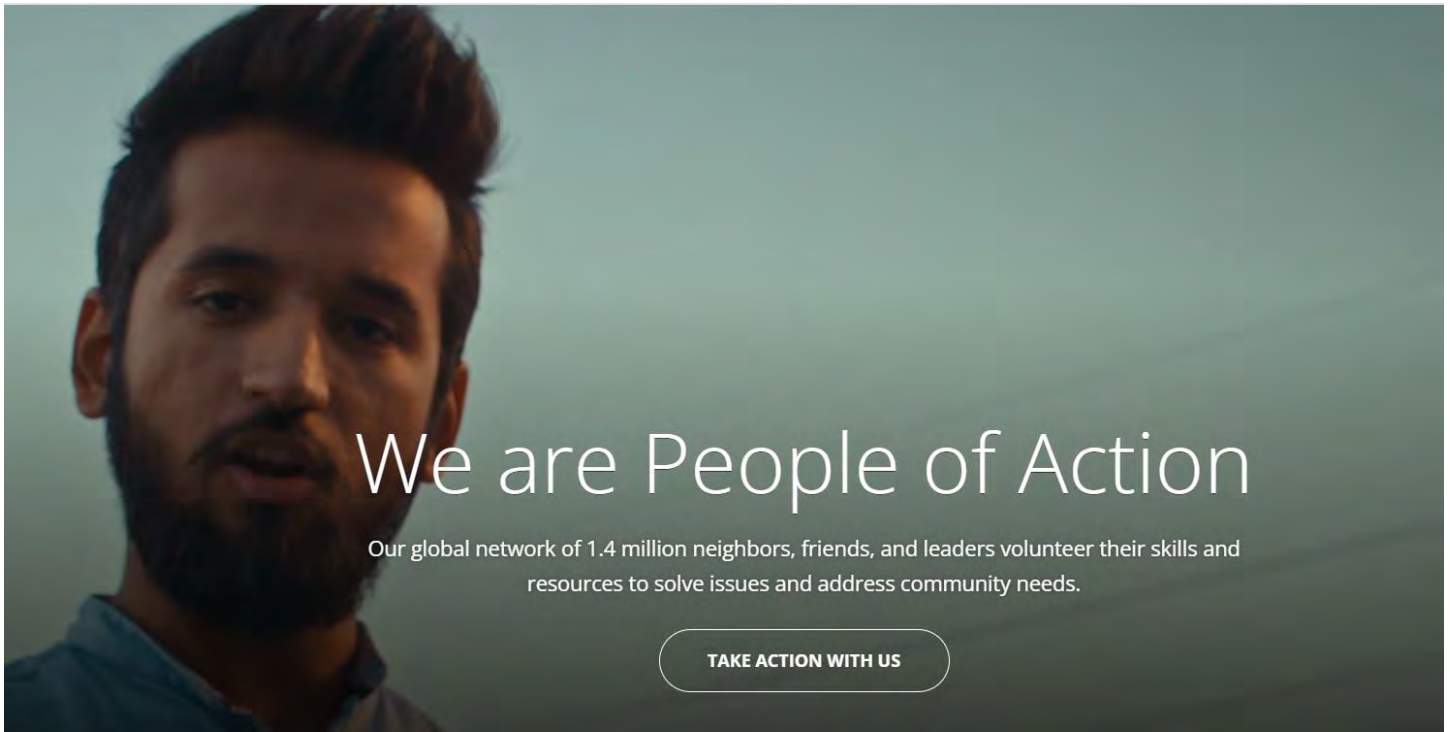 We are People of Action
Our global network of 1.4 million neighbors, friends, and leaders volunteer their skills and
resources to solve issues and address community needs.
TAKE ACTION WITH US